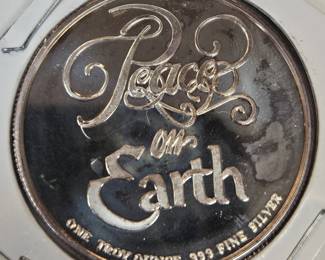 Peace
on
Earth
ONE TROY OUNCE .999 FINE SILVER